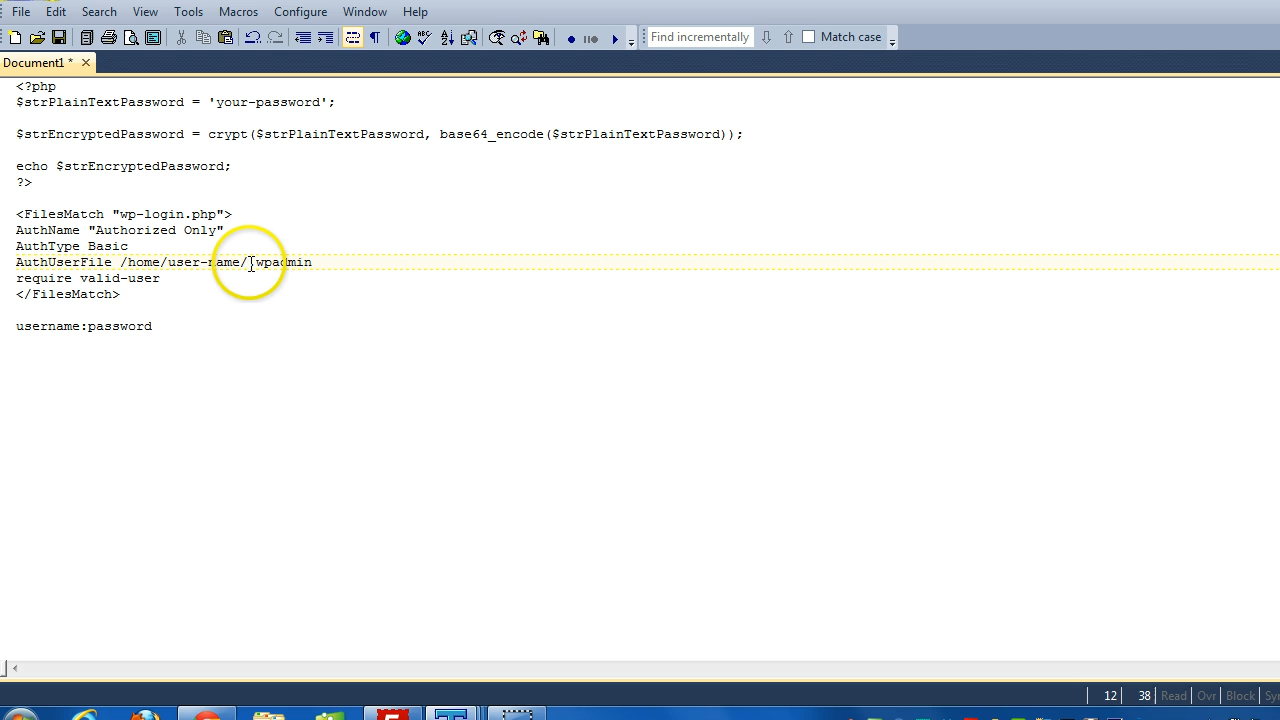 File Edit Search View Tools Macros Configure Window Help
Find incrementally Match case
Document1 *
<?php
$strPlainTextPassword = 'your-password';
$strEncryptedPassword = crypt($strPlainTextPassword, base64_encode($strPlainTextPassword));
echo $strEncryptedPassword;
?>
<FilesMatch "wp-login.php">
AuthName "Authorized Only"
AuthType Basic
AuthUserFile /home/user-name/.wpadmin
require valid-user
</FilesMatch>
username:password
12 38 Read Ovr Block